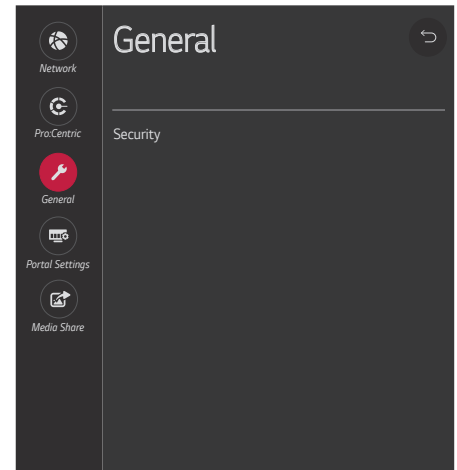 Network
Pro:Centric
General
Portal Settings
Media Share
General
Security